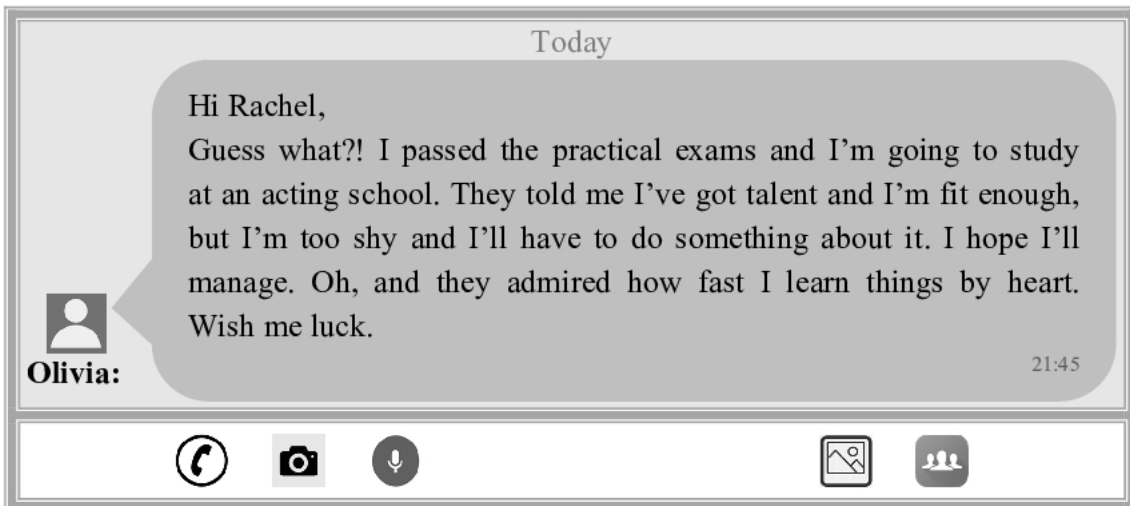 Today
Hi Rachel,
Guess what?! I passed the practical exams and I’m going to study
at an acting school. They told me I’ve got talent and I’m fit enough,
but I’m too shy and I’ll have to do something about it. I hope I’ll
manage. Oh, and they admired how fast I learn things by heart.
Wish me luck.
21:45
Olivia: